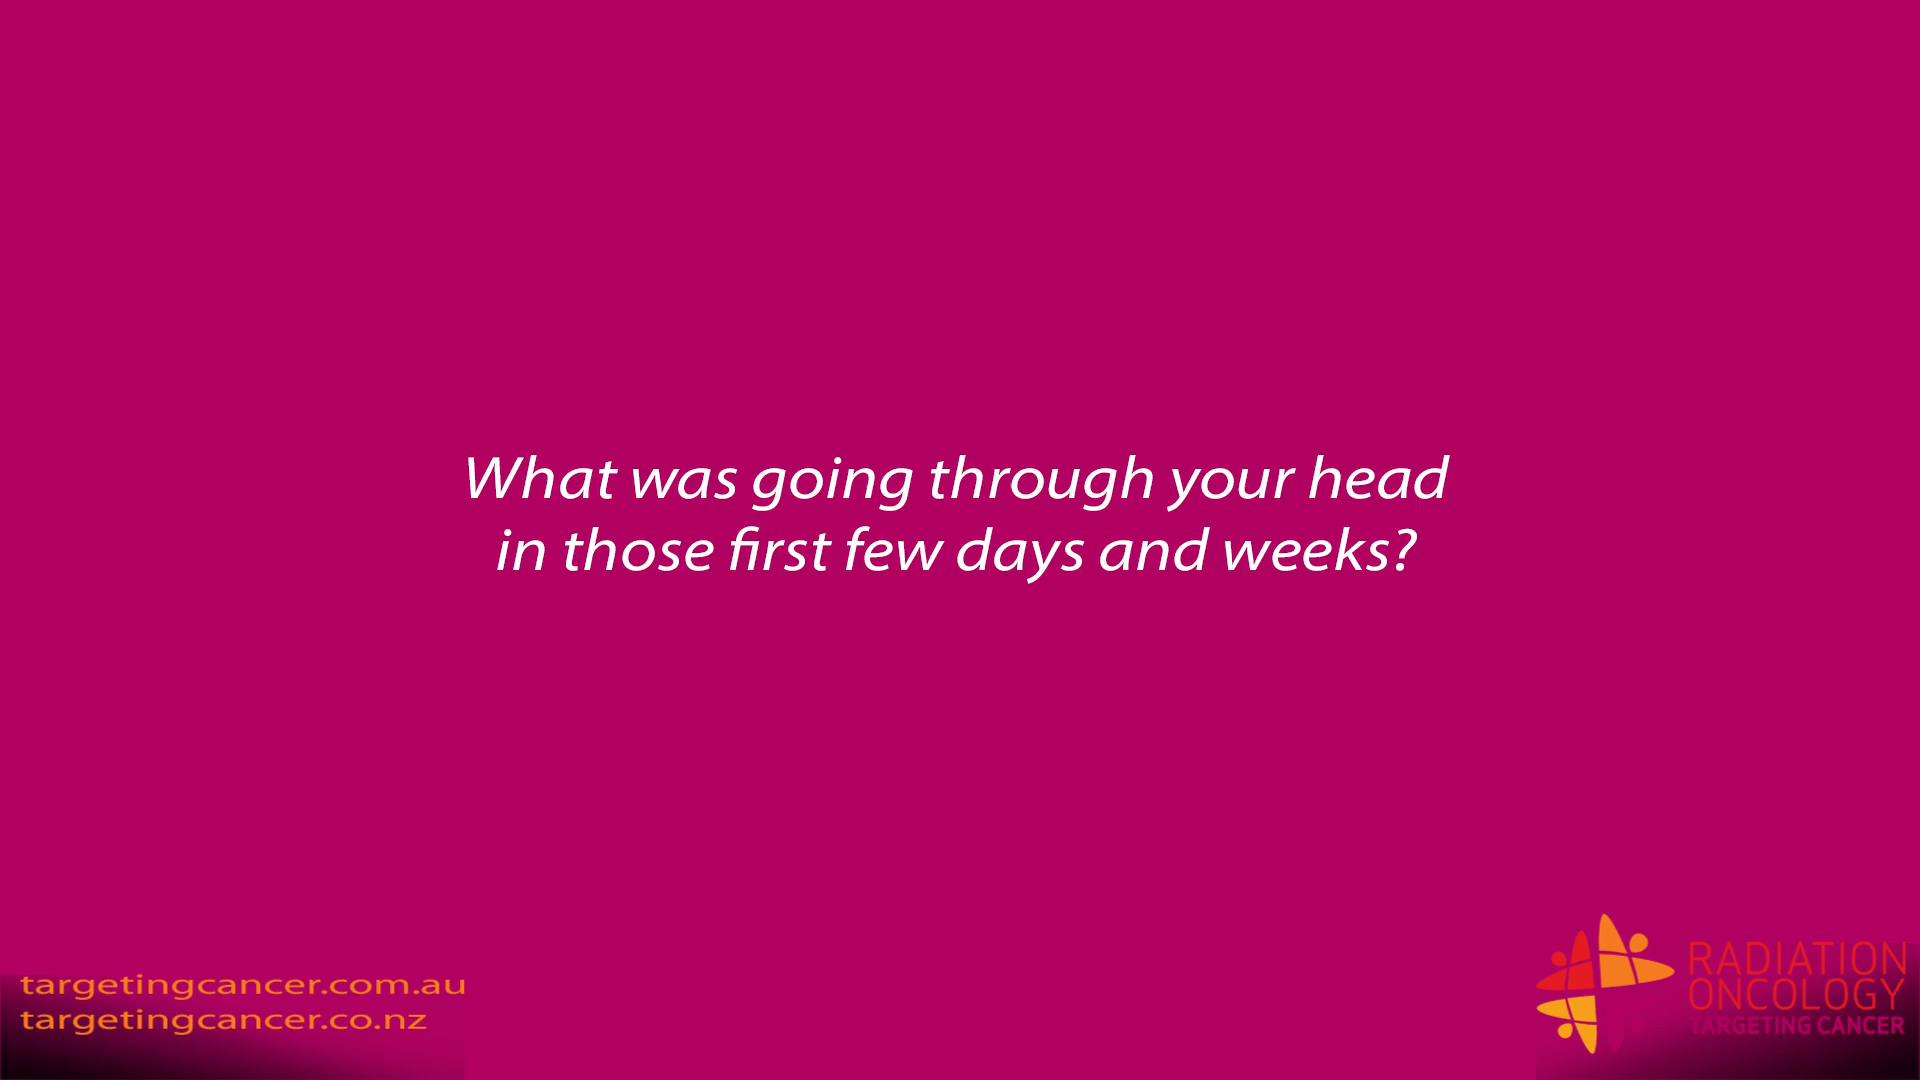 What was going through your head
in those first few days and weeks?
targetingcancer.com.au
targetingcancer.co.nz
RADIATION
ONCOLOGY
TARGETING CANCER